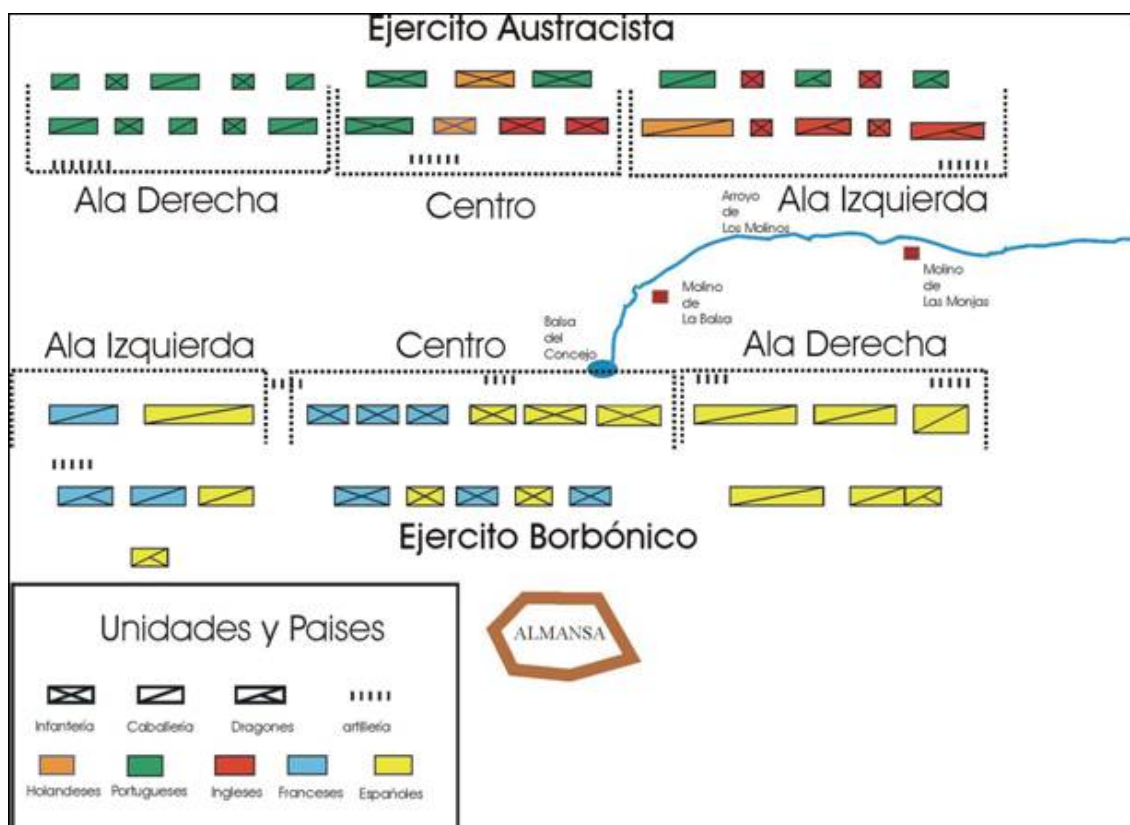 Ejercito Austracista
Ala Derecha
Centro
Ala Izquierda
Arroyo
de
Los Molinos
Molino
de
Las Monjas
Molino
de
La Balsa
Balsa
del
Concejo
Ala Izquierda
Centro
Ala Derecha
Ejercito Borbónico
ALMANSA
Unidades y Paises
Infantería
Caballería
Dragones
artillería
Holandeses
Portugueses
Ingleses
Franceses
Españoles